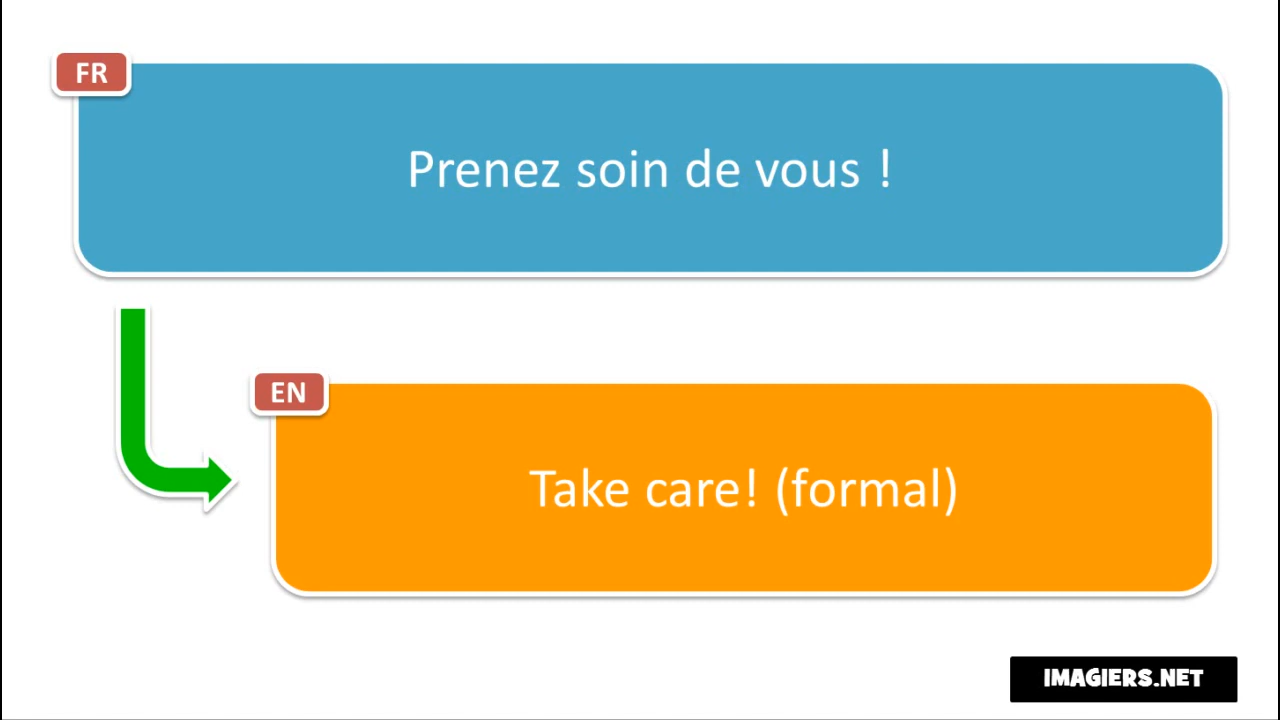 FR
Prenez soin de vous !
EN
Take care! (formal)
IMAGIERS.NET